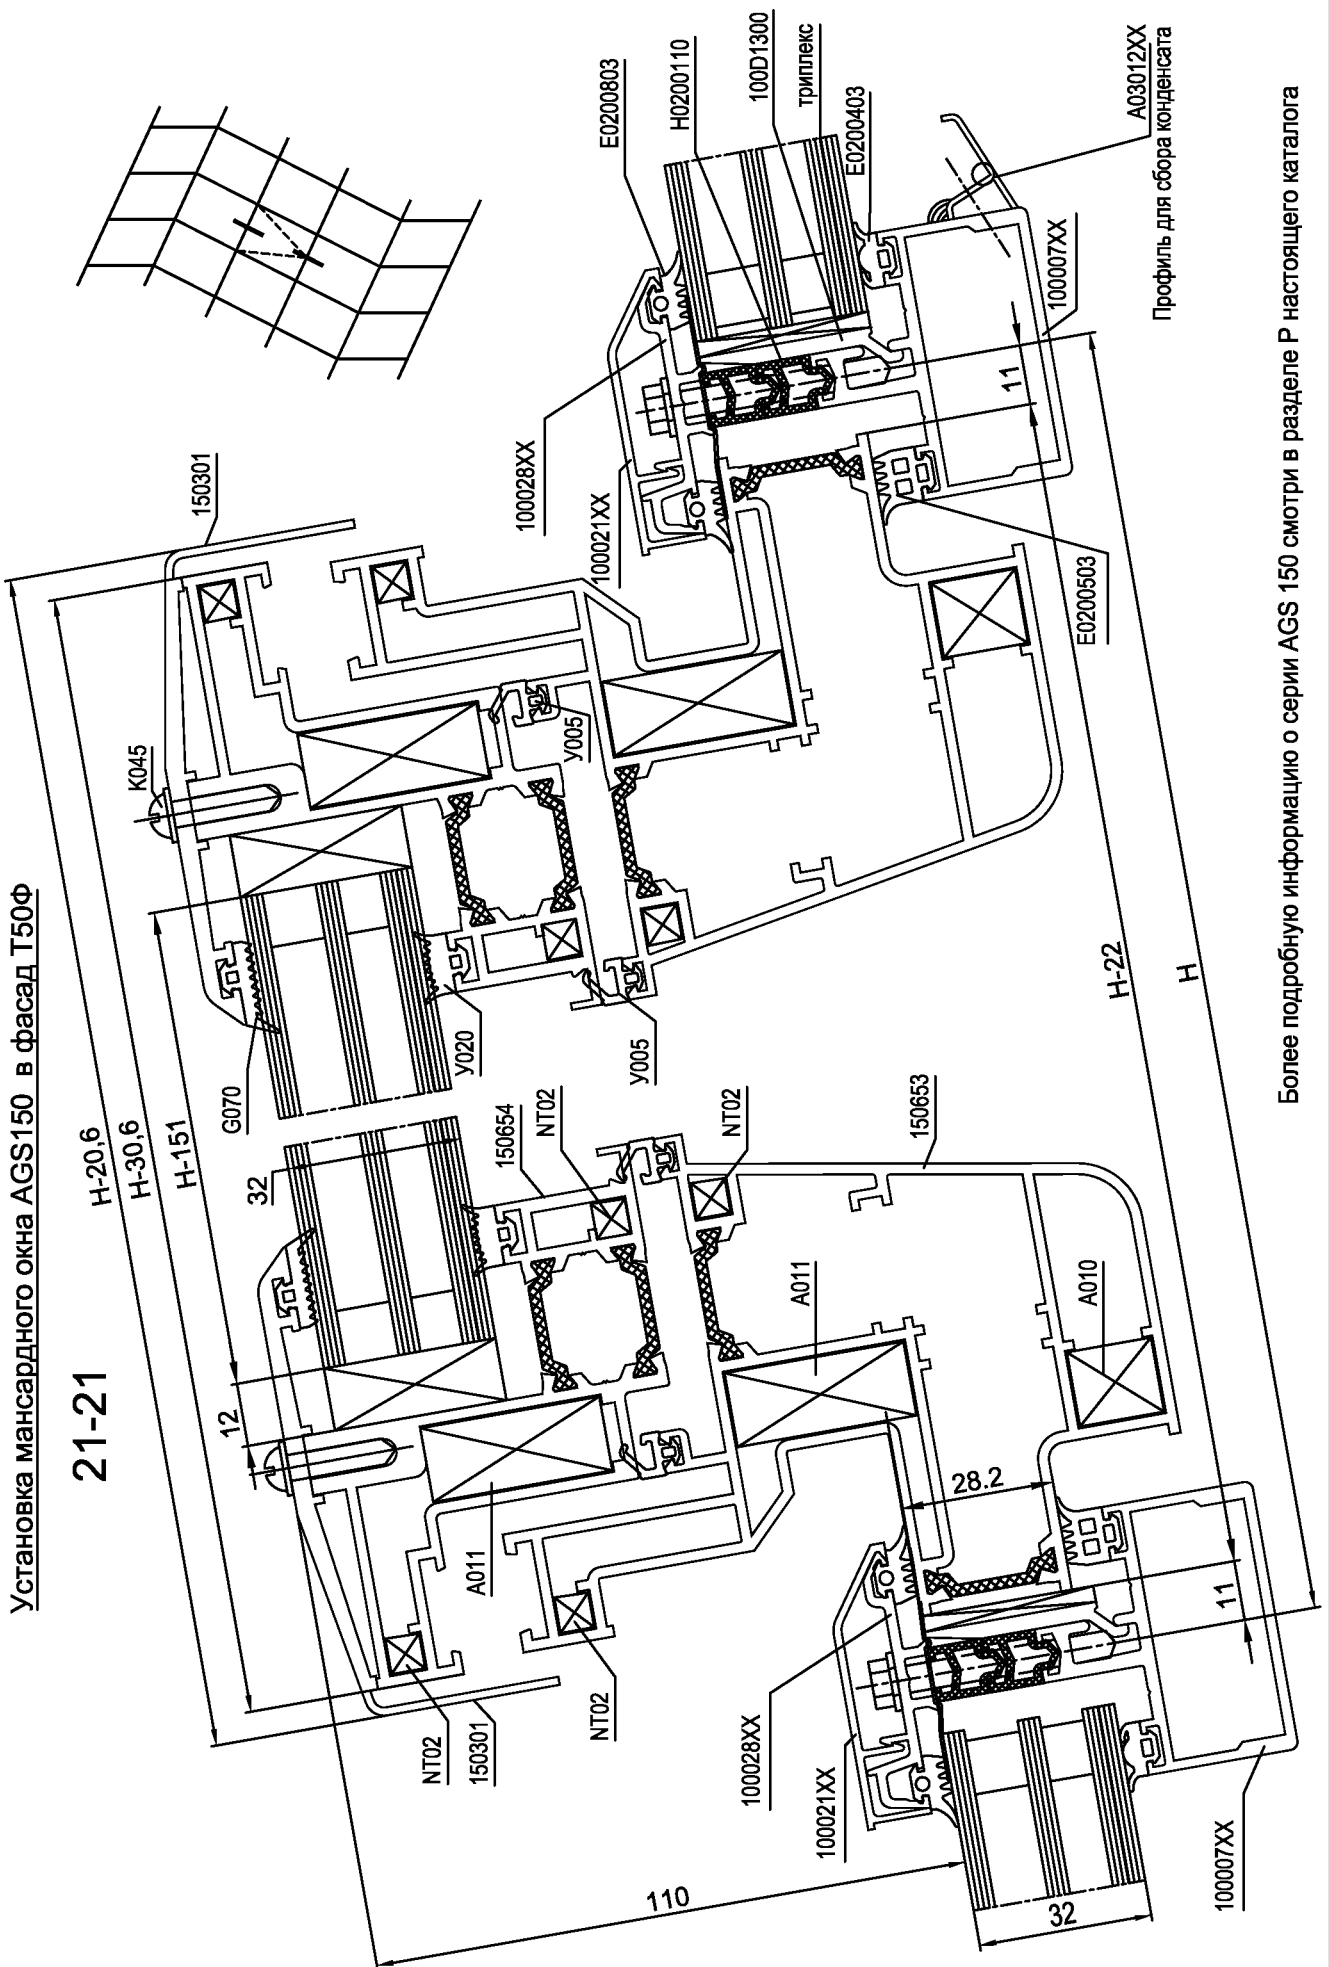 Установка мансардного окна AGS150 в фасад Т50Ф
21-21
H-20,6
H-30,6
H-151
12
32
G070
K045
150301
У020
У005
У005
150654
NT02
NT02
150653
A011
A010
A011
NT02
150301
NT02
110
28.2
100028XX
100021XX
32
100007XX
11
H-22
H
100028XX
100021XX
E0200803
H0200110
100D1300
триплекс
E0200403
A03012XX
Профиль для сбора конденсата
100007XX
11
E0200503
Более подробную информацию о серии AGS 150 смотри в разделе Р настоящего каталога